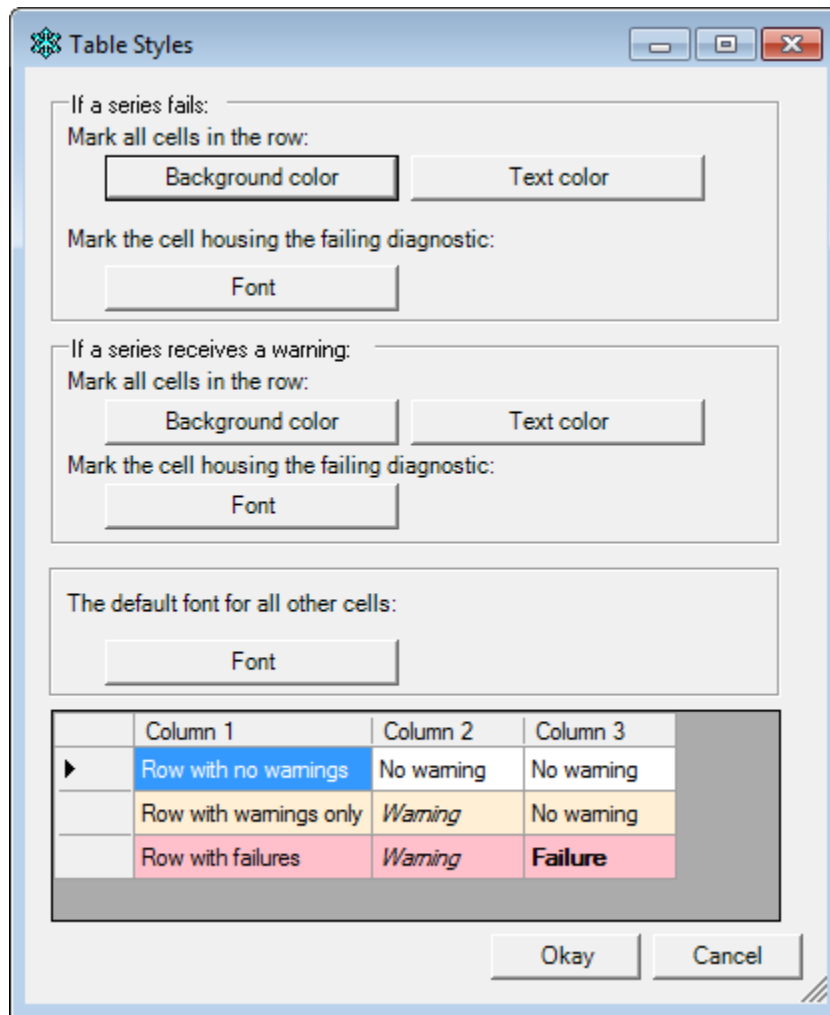 Table Styles
If a series fails:
Mark all cells in the row:
Background color Text color
Mark the cell housing the failing diagnostic:
Font
If a series receives a warning:
Mark all cells in the row:
Background color Text color
Mark the cell housing the failing diagnostic:
Font
The default font for all other cells:
Font
Column 1 Column 2 Column 3
Row with no warnings No warning No warning
Row with warnings only Warning No warning
Row with failures Warning Failure
Okay Cancel